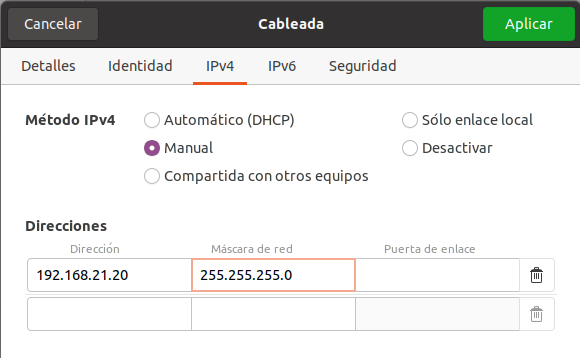 Cancelar Cableada Aplicar
Detalles Identidad IPv4 IPv6 Seguridad
Método IPv4 Automático (DHCP) Sólo enlace local
Manual Desactivar
Compartida con otros equipos
Direcciones
Dirección Máscara de red Puerta de enlace
192.168.21.20 255.255.255.0